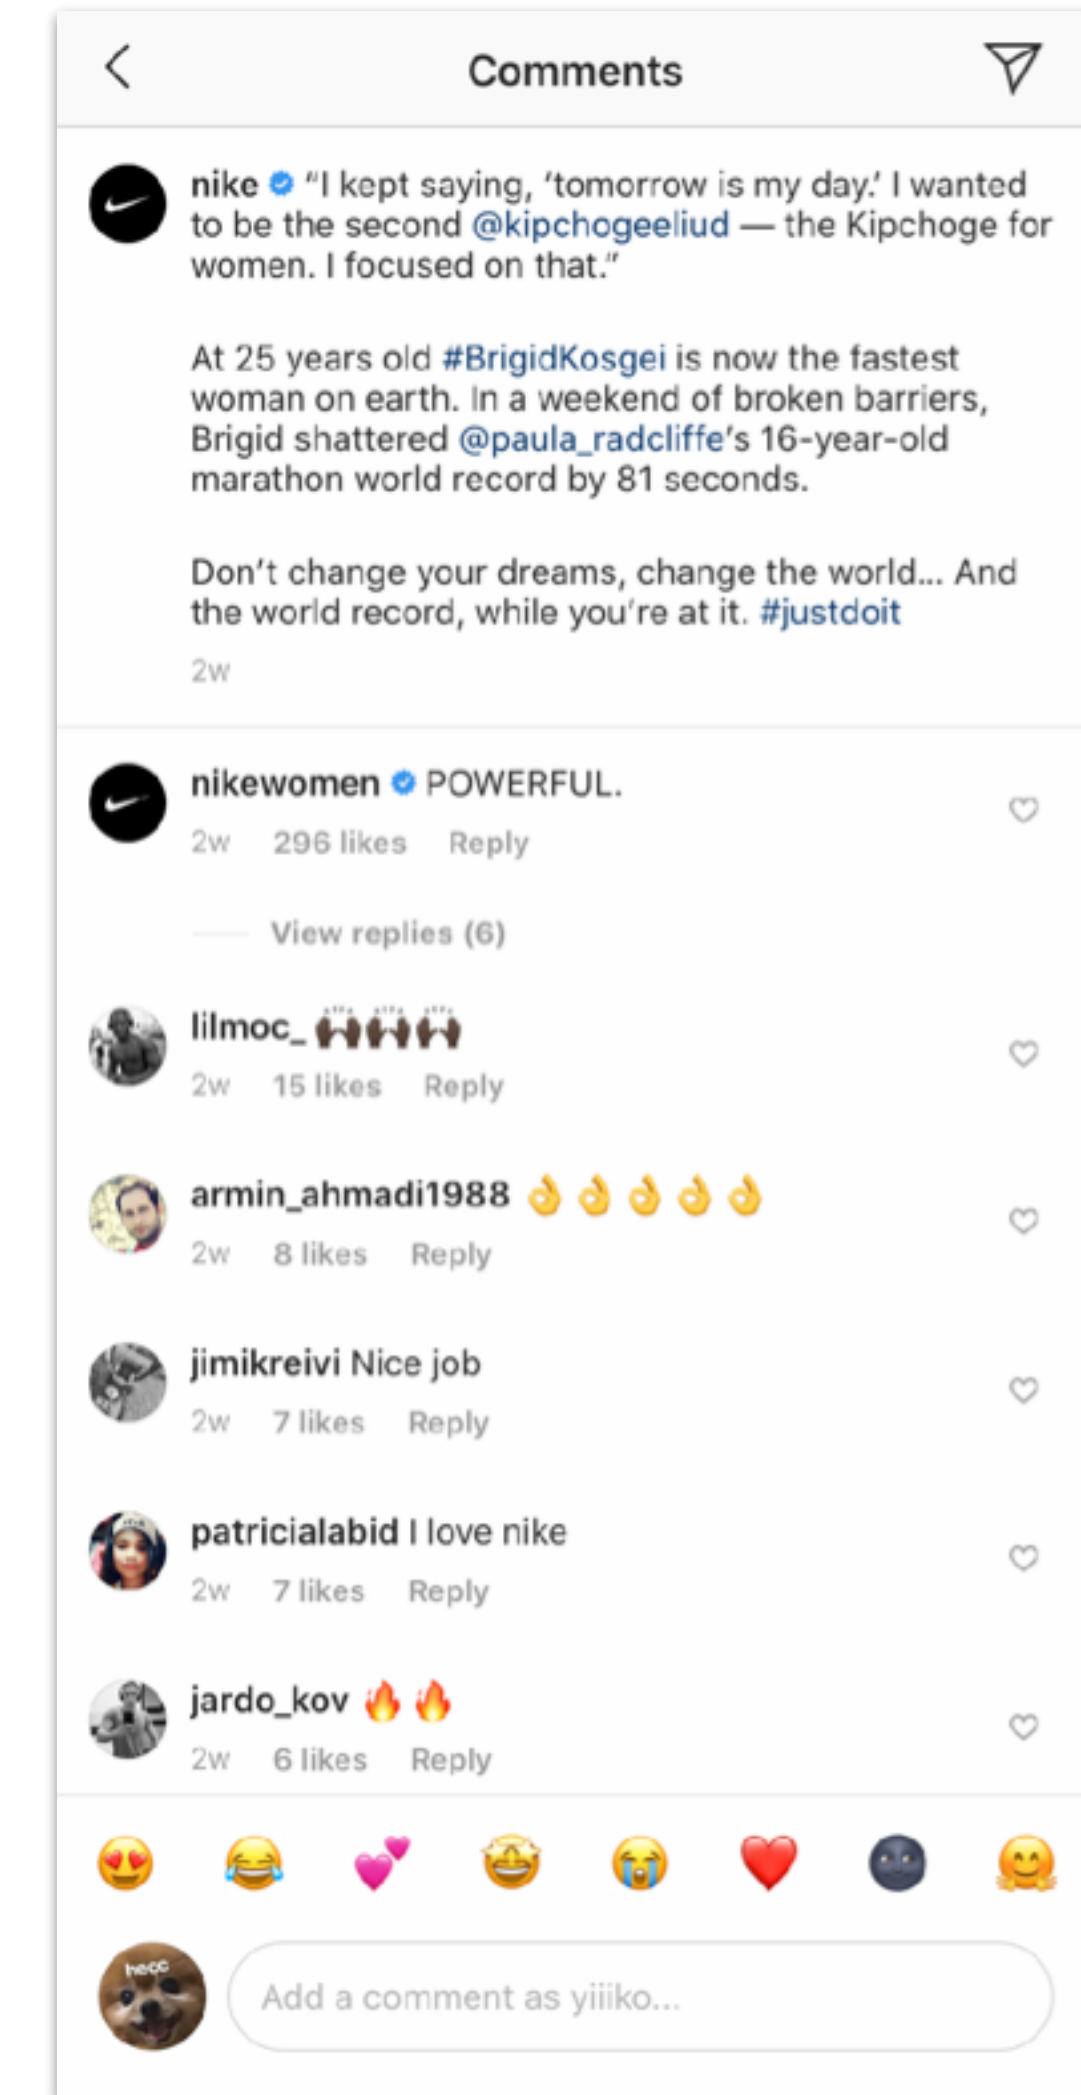 Comments
nike "I kept saying, 'tomorrow is my day.' I wanted
to be the second @kipchogeeliud — the Kipchoge for
women. I focused on that."
At 25 years old #BrigidKosgei is now the fastest
woman on earth. In a weekend of broken barriers,
Brigid shattered @paula_radcliffe's 16-year-old
marathon world record by 81 seconds.
Don't change your dreams, change the world... And
the world record, while you're at it. #justdoit
2w
nikewomen POWERFUL.
2w 296 likes Reply
View replies (6)
lilmoc_ 🙌🏿🙌🏿🙌🏿
2w 15 likes Reply
armin_ahmadi1988 👌👌👌👌👌
2w 8 likes Reply
jimikreivi Nice job
2w 7 likes Reply
patricialabid I love nike
2w 7 likes Reply
jardo_kov 🔥🔥
2w 6 likes Reply
😍 😂 💕 🤩 😭 ❤️ 🌚 🤗
hecc
Add a comment as yiiiko...